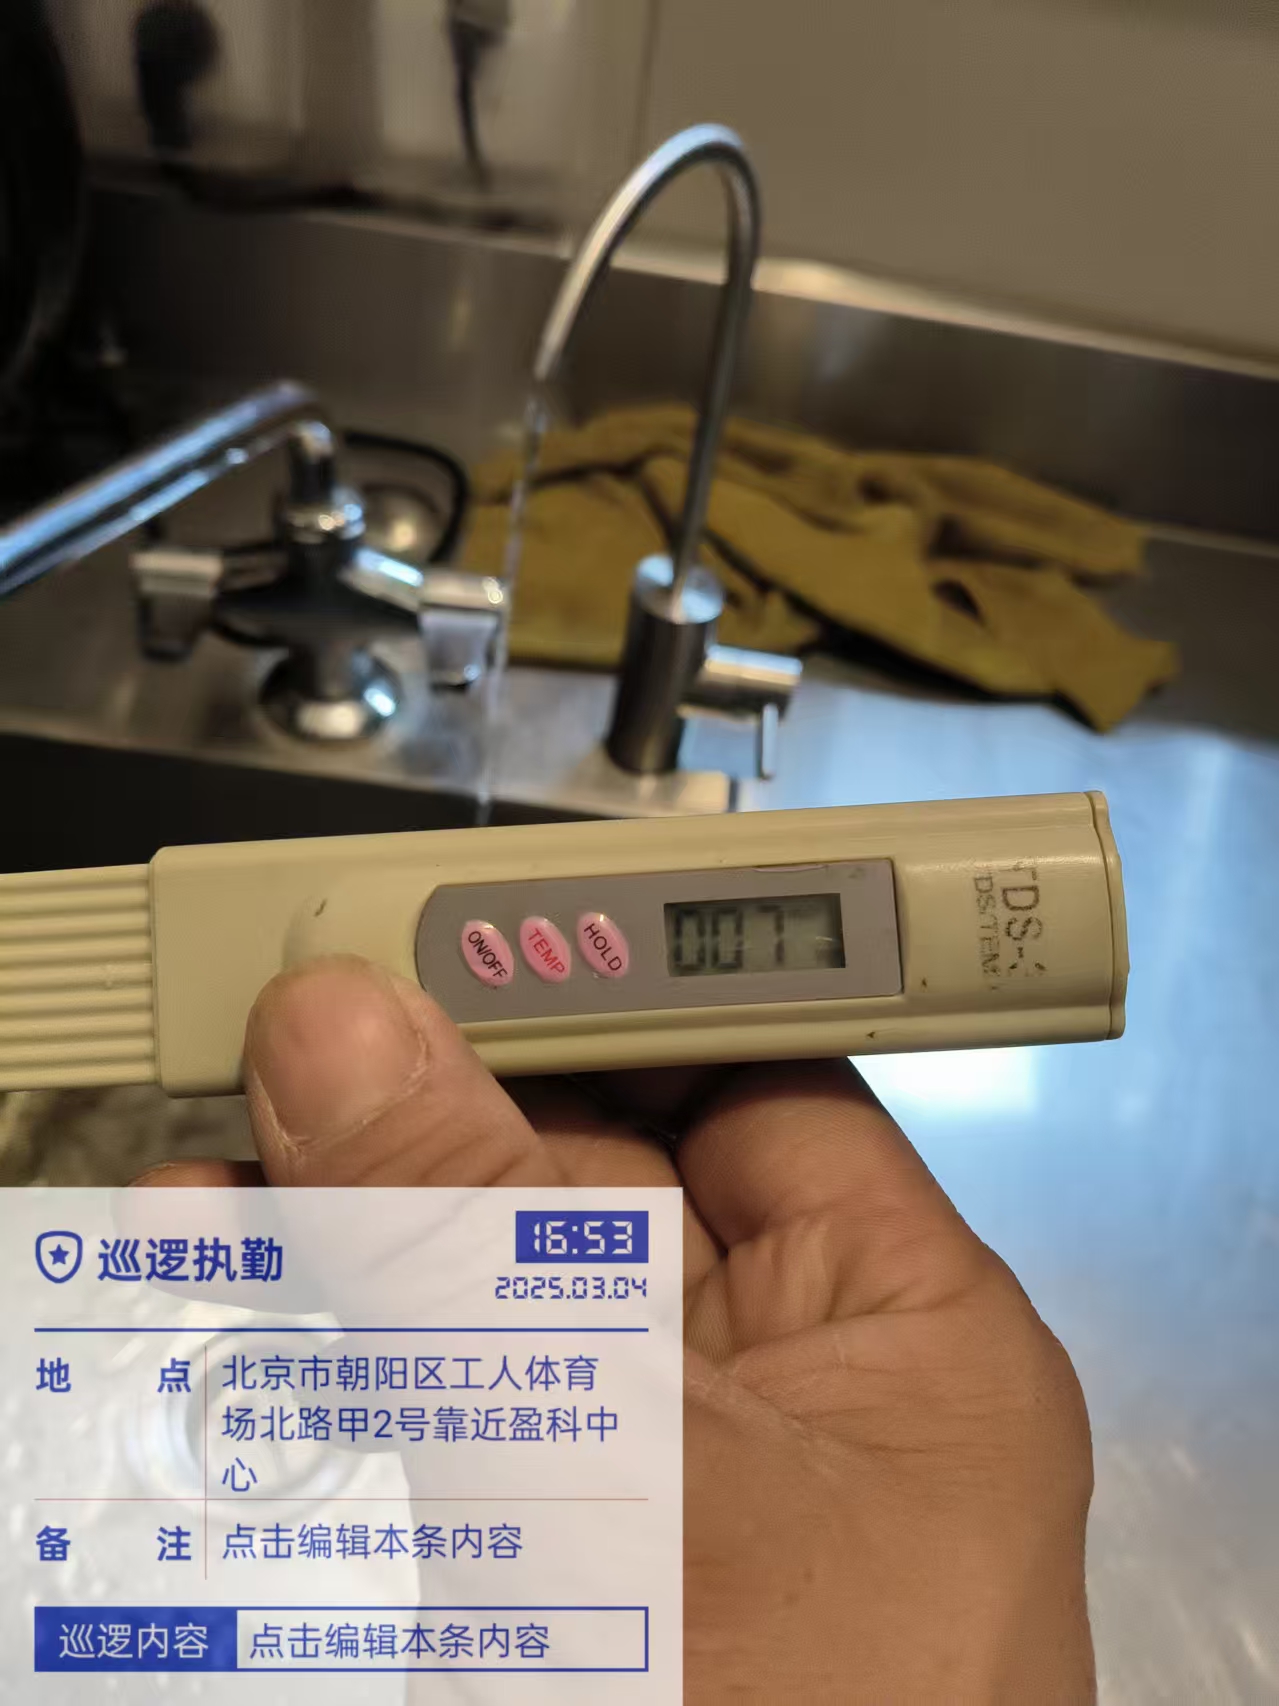 ON/OFF
TEMP
HOLD
007
TDS-3
巡逻执勤
16:53
2025.03.04
地 点
北京市朝阳区工人体育
场北路甲2号靠近盈科中
心
备 注
点击编辑本条内容
巡逻内容
点击编辑本条内容